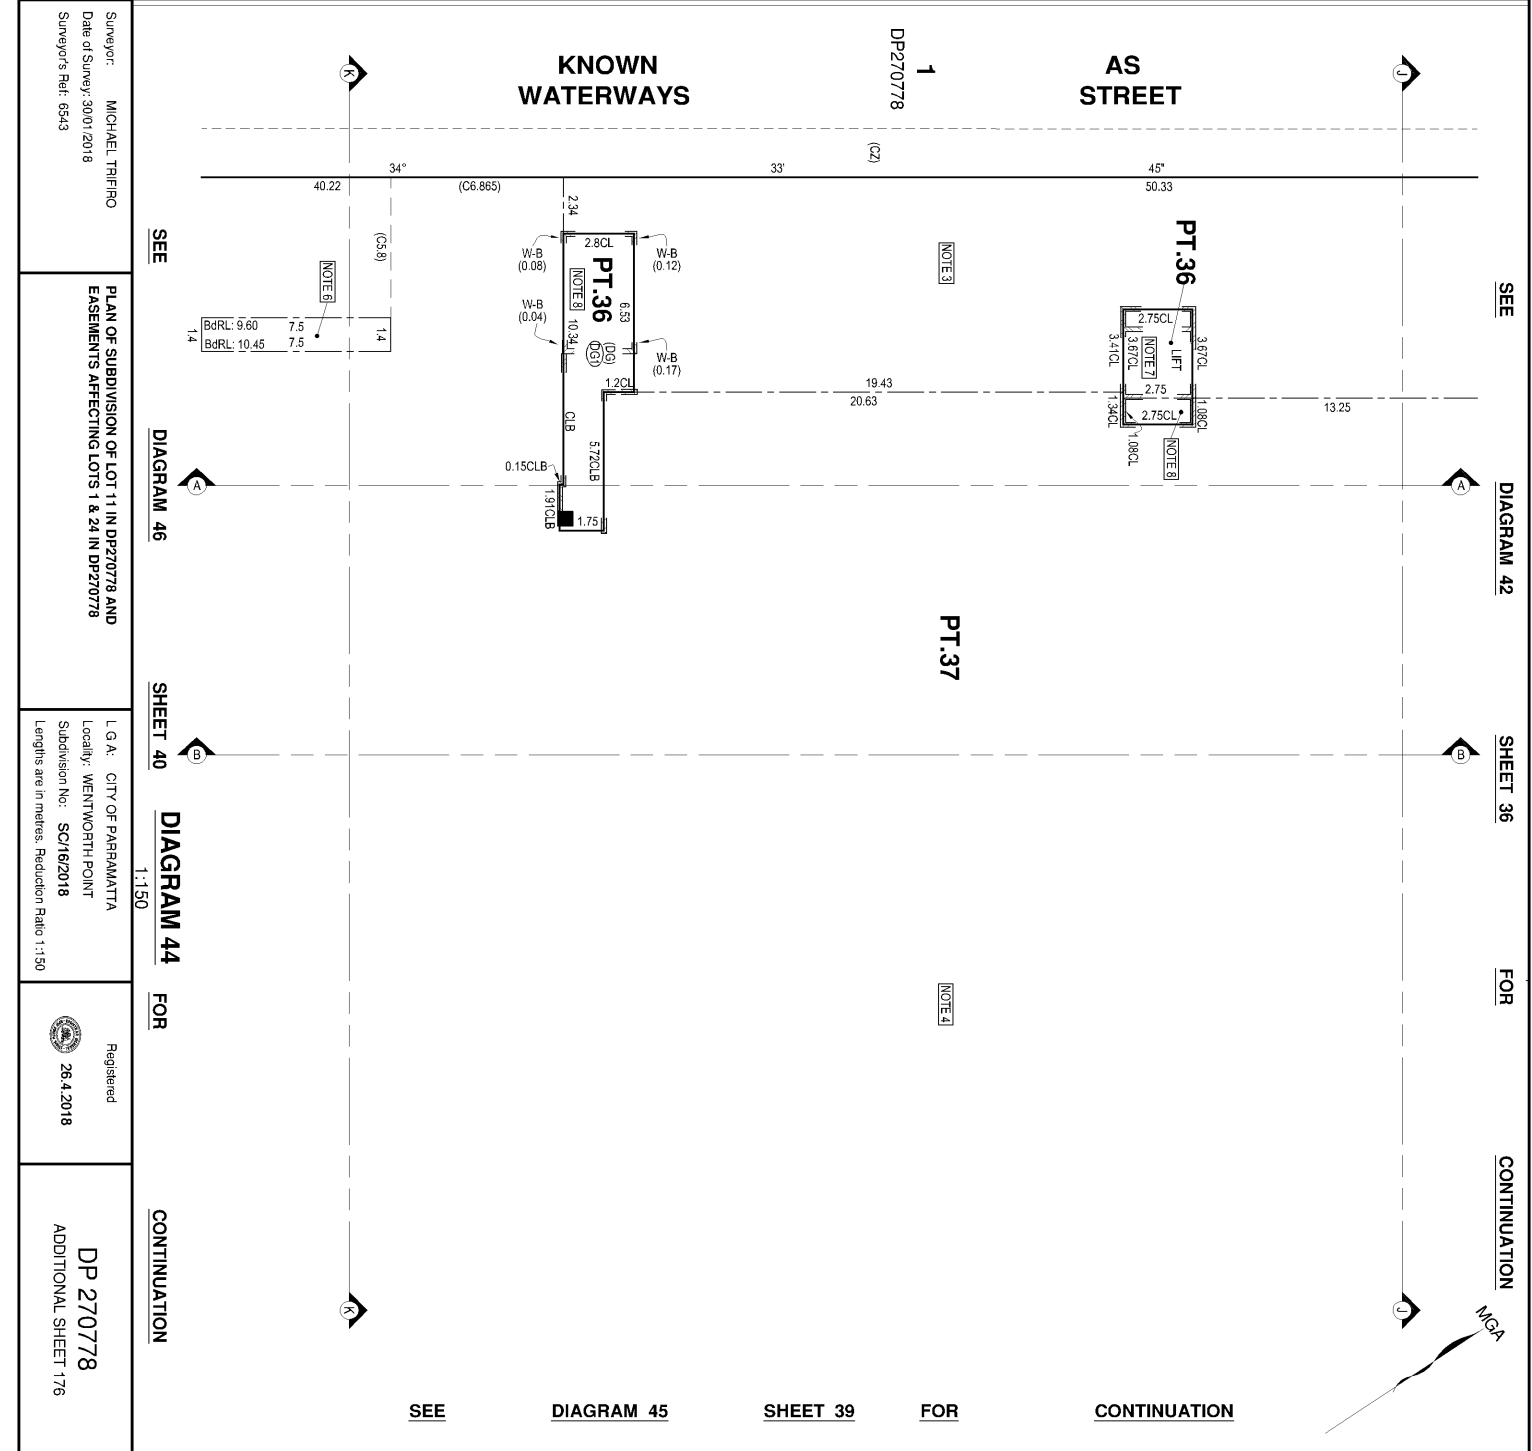 KNOWN
WATERWAYS
1
DP270778
AS
STREET
K
J
(CZ)
34°
33'
45"
40.22
(C6.865)
50.33
(C5.8)
2.34
SEE
DIAGRAM 46
SHEET 40
FOR
CONTINUATION
NOTE 6
BdRL: 9.60
7.5
BdRL: 10.45
7.5
1.4
1.4
W-B
(0.08)
W-B
(0.12)
W-B
(0.04)
W-B
(0.17)
2.8CL
PT.36
NOTE 8
6.53
10.34
(DG)
(DG1)
1.2CL
CLB
5.72CLB
0.15CLB
1.91CLB
1.75
NOTE 3
19.43
20.63
PT.36
2.75CL
3.41CL
3.67CL
NOTE 7
LIFT
3.67CL
2.75
1.34CL
2.75CL
1.08CL
1.08CL
NOTE 8
13.25
SEE
DIAGRAM 42
SHEET 36
FOR
CONTINUATION
A
A
PT.37
B
B
DIAGRAM 44
1:150
NOTE 4
K
J
MGA
SEE DIAGRAM 45 SHEET 39 FOR CONTINUATION
Surveyor: MICHAEL TRIFIRO
Date of Survey: 30/01/2018
Surveyor's Ref: 6543
PLAN OF SUBDIVISION OF LOT 11 IN DP270778 AND
EASEMENTS AFFECTING LOTS 1 & 24 IN DP270778
L G A: CITY OF PARRAMATTA
Locality: WENTWORTH POINT
Subdivision No: SC/16/2018
Lengths are in metres. Reduction Ratio 1:150
Registered
26.4.2018
DP 270778
ADDITIONAL SHEET 176